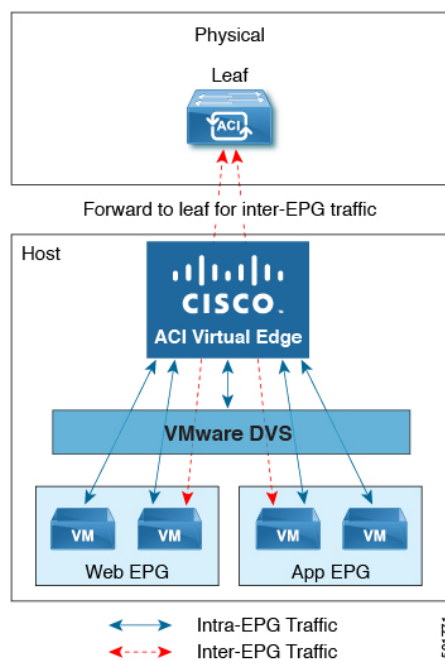 Physical
Leaf
ACI
Forward to leaf for inter-EPG traffic
Host
CISCO
ACI Virtual Edge
VMware DVS
VM VM VM VM
Web EPG App EPG
Intra-EPG Traffic
Inter-EPG Traffic